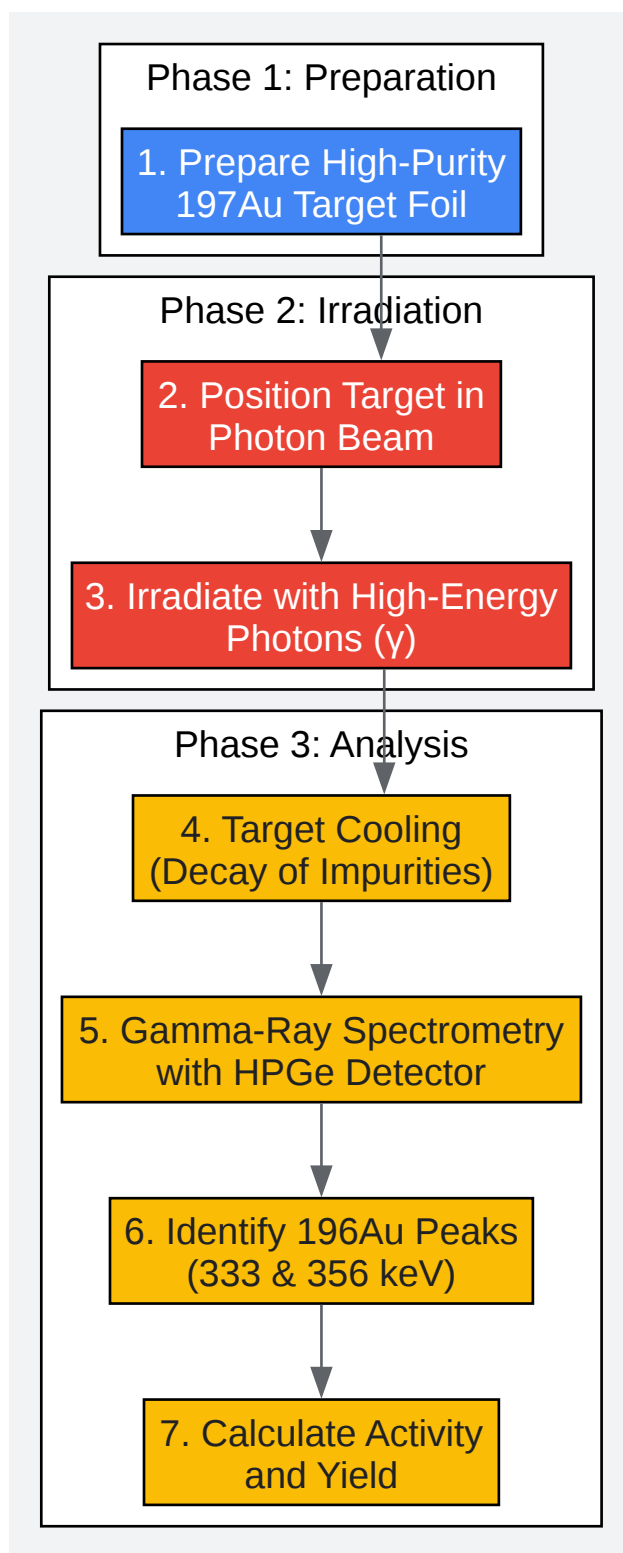 Phase 1: Preparation
1. Prepare High-Purity
197Au Target Foil
Phase 2: Irradiation
2. Position Target in
Photon Beam
3. Irradiate with High-Energy
Photons (γ)
Phase 3: Analysis
4. Target Cooling
(Decay of Impurities)
5. Gamma-Ray Spectrometry
with HPGe Detector
6. Identify 196Au Peaks
(333 & 356 keV)
7. Calculate Activity
and Yield